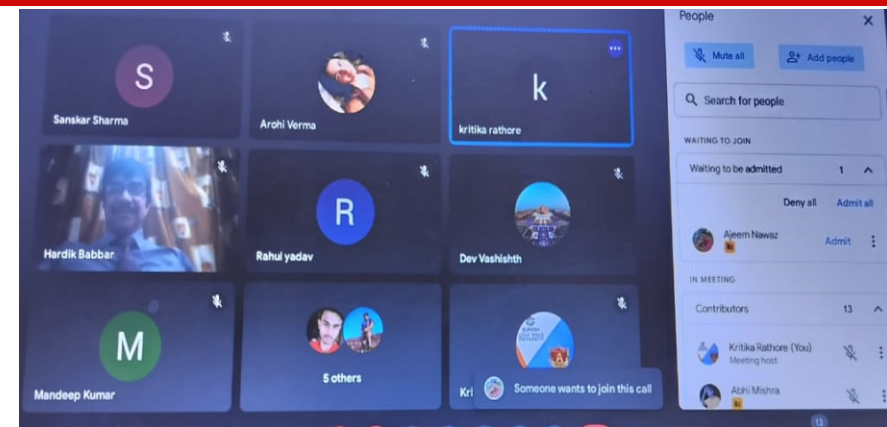 People
Mute all
Add people
S
Sanskar Sharma
Arohi Verma
k
kritika rathore
Search for people
WAITING TO JOIN
Waiting to be admitted 1
Deny all Admit all
Ajeem Nawaz
Admit
Hardik Babbar
R
Rahul yadav
Dev Vashishth
IN MEETING
Contributors 13
M
Mandeep Kumar
5 others
Kri
Someone wants to join this call
Kritika Rathore (You)
Meeting host
Abhi Mishra
13